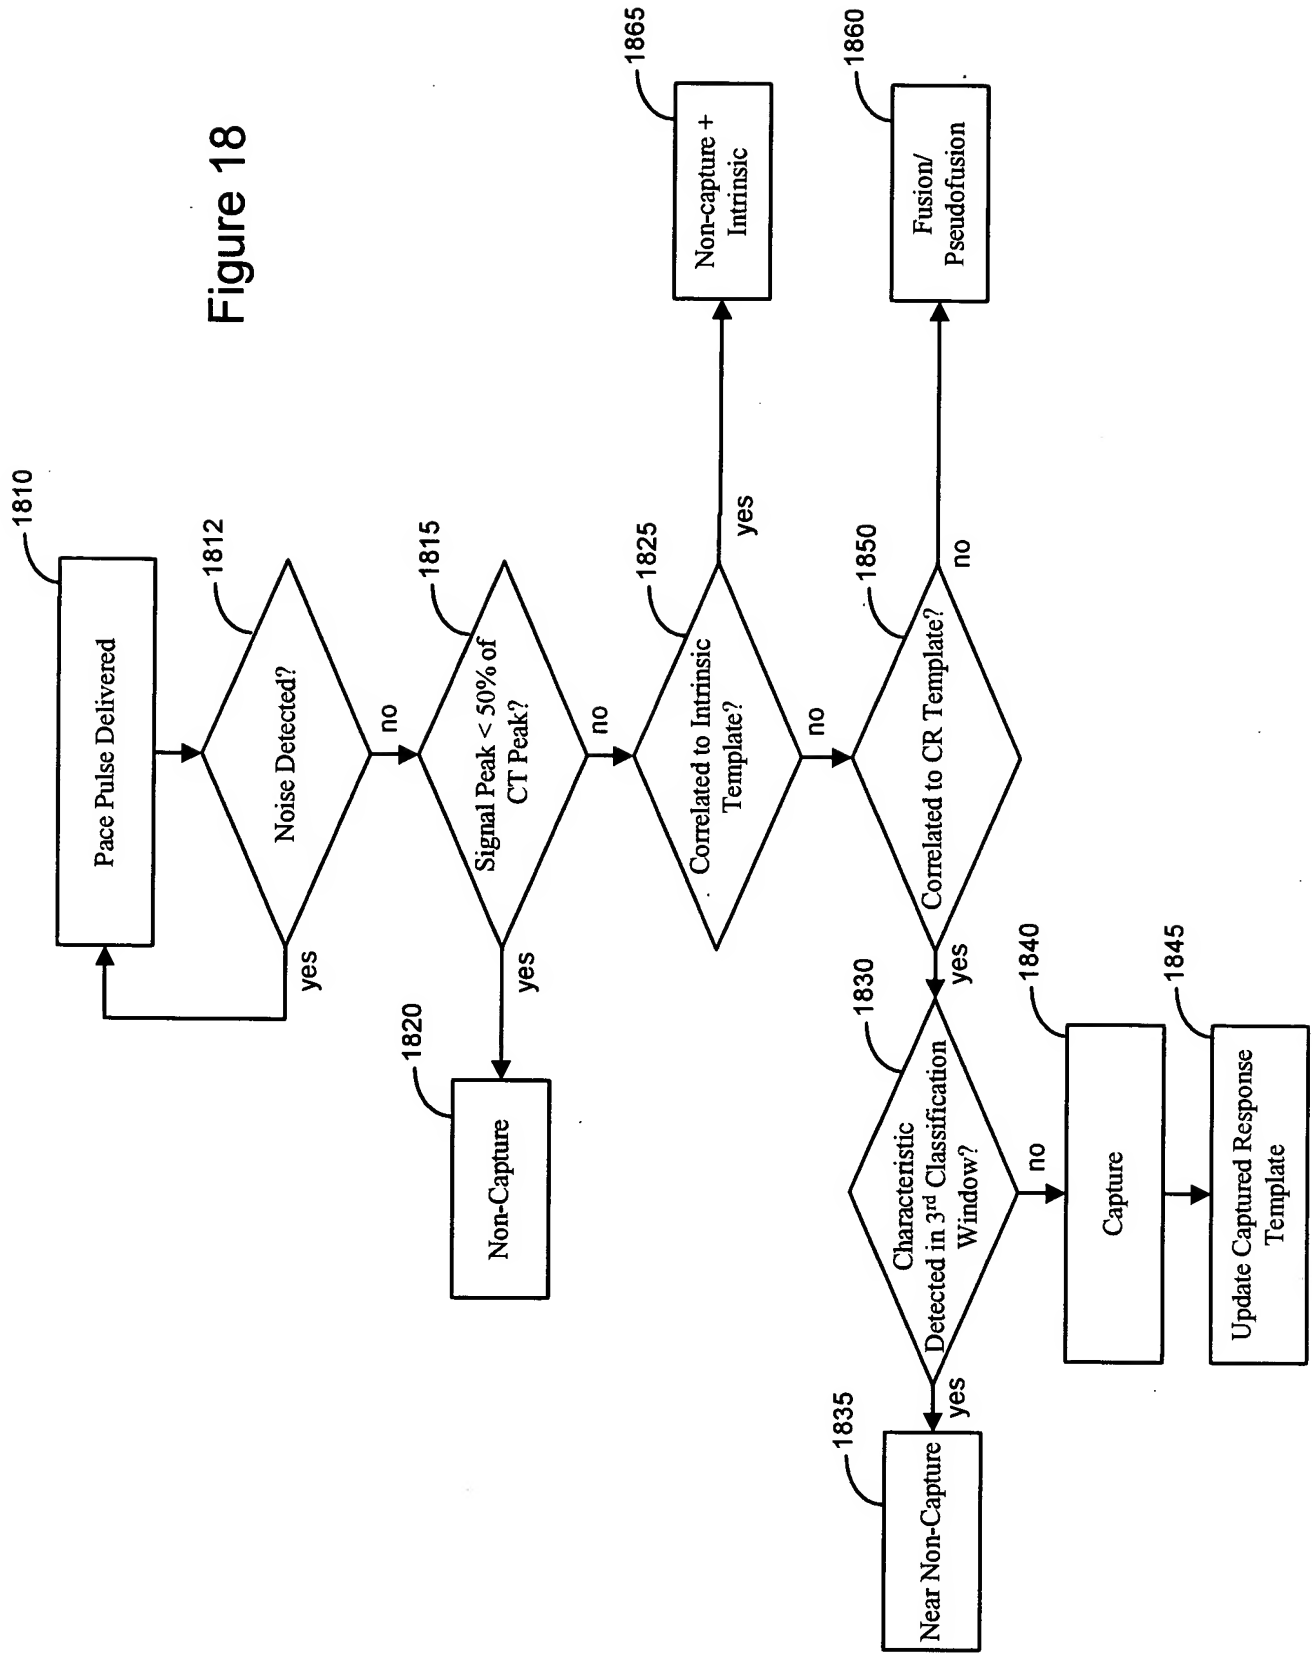 Figure 18
1810
Pace Pulse Delivered
1812
Noise Detected?
yes
no
1815
Signal Peak < 50% of
CT Peak?
yes
no
1820
Non-Capture
1825
Correlated to Intrinsic
Template?
yes
no
1865
Non-capture +
Intrinsic
1850
Correlated to CR Template?
no
yes
1860
Fusion/
Pseudofusion
1830
Characteristic
Detected in 3rd Classification
Window?
yes
no
1835
Near Non-Capture
1840
Capture
1845
Update Captured Response
Template